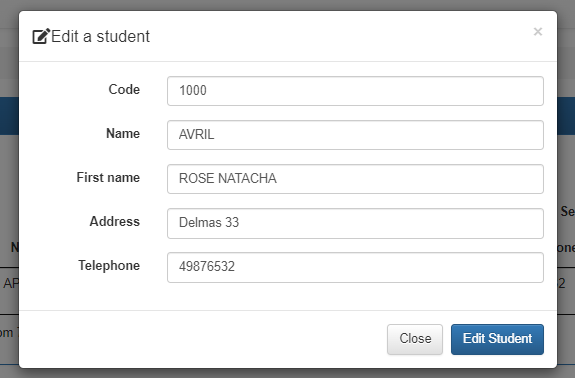 Edit a student
×
Code
1000
Name
AVRIL
First name
ROSE NATACHA
Address
Delmas 33
Telephone
49876532
Close
Edit Student